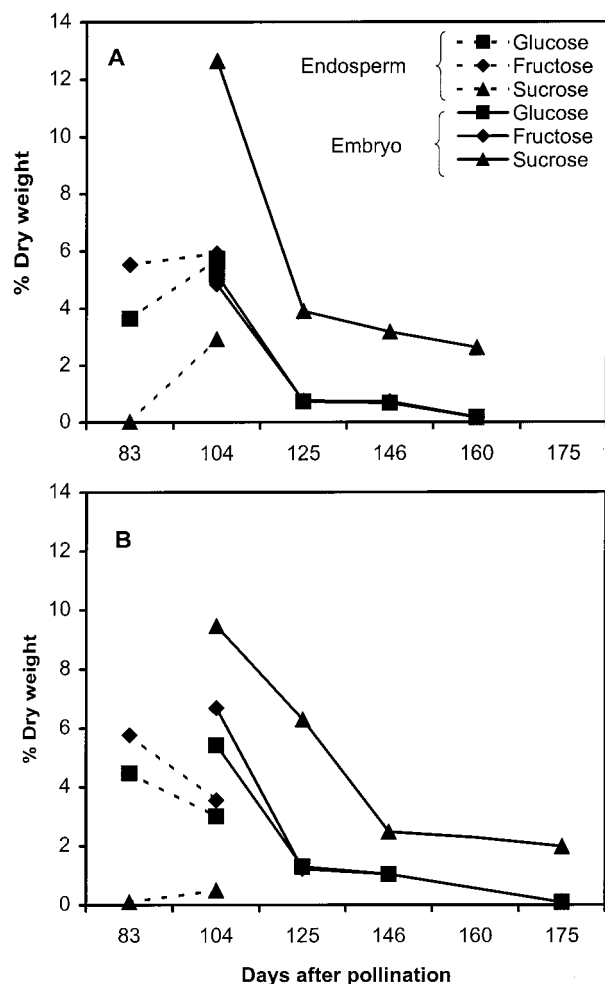 14
12
10
8
6
4
2
0
% Dry weight
A
Endosperm
Glucose
Fructose
Sucrose
Embryo
Glucose
Fructose
Sucrose
83 104 125 146 160 175
14
12
10
8
6
4
2
0
% Dry weight
B
83 104 125 146 160 175
Days after pollination